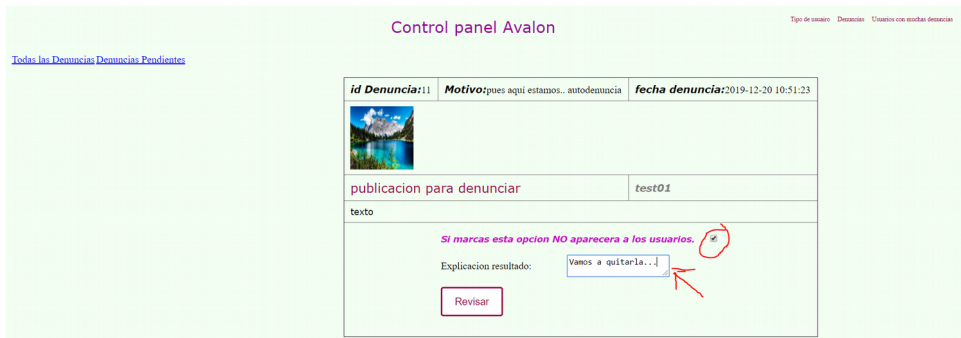 Control panel Avalon
Tipo de usuairo Denuncias Usuarios con muchas denuncias
Todas las Denuncias Denuncias Pendientes
id Denuncia:11 Motivo:pues aquí estamos.. autodenuncia fecha denuncia:2019-12-20 10:51:23
publicacion para denunciar test01
texto
Si marcas esta opcion NO aparecera a los usuarios.
Explicacion resultado: Vamos a quitarla...
Revisar